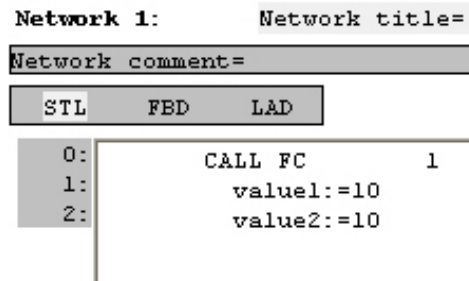 Network 1: Network title=
Network comment=
STL FBD LAD
0: CALL FC 1
1: value1:=10
2: value2:=10